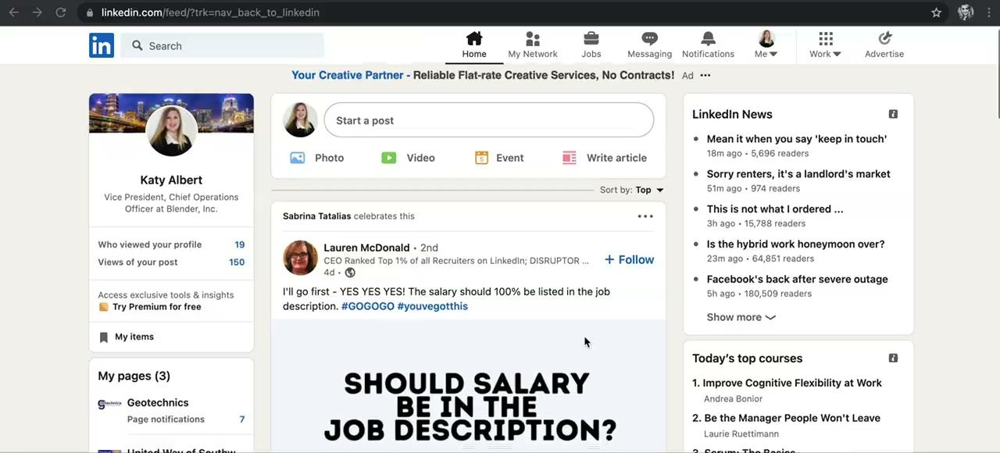 linkedin.com/feed/?trk=nav_back_to_linkedin
in
Search
Home
My Network
Jobs
Messaging
Notifications
Me
Work
Advertise
Your Creative Partner - Reliable Flat-rate Creative Services, No Contracts! Ad •••
Katy Albert
Vice President, Chief Operations
Officer at Blender, Inc.
Who viewed your profile 19
Views of your post 150
Access exclusive tools & insights
Try Premium for free
My items
My pages (3)
Geotechnics
Page notifications 7
Start a post
Photo
Video
Event
Write article
Sort by: Top
Sabrina Tatalias celebrates this
Lauren McDonald • 2nd
CEO Ranked Top 1% of all Recruiters on LinkedIn; DISRUPTOR ...
4d •
+ Follow
I'll go first - YES YES YES! The salary should 100% be listed in the job
description. #GOGOGO #youvegotthis
SHOULD SALARY
BE IN THE
JOB DESCRIPTION?
LinkedIn News
Mean it when you say 'keep in touch'
18m ago • 5,696 readers
Sorry renters, it's a landlord's market
51m ago • 974 readers
This is not what I ordered ...
3h ago • 15,788 readers
Is the hybrid work honeymoon over?
23m ago • 64,851 readers
Facebook's back after severe outage
5h ago • 180,509 readers
Show more
Today's top courses
1. Improve Cognitive Flexibility at Work
Andrea Bonior
2. Be the Manager People Won't Leave
Laurie Ruettimann
3. Scrum: The Basics